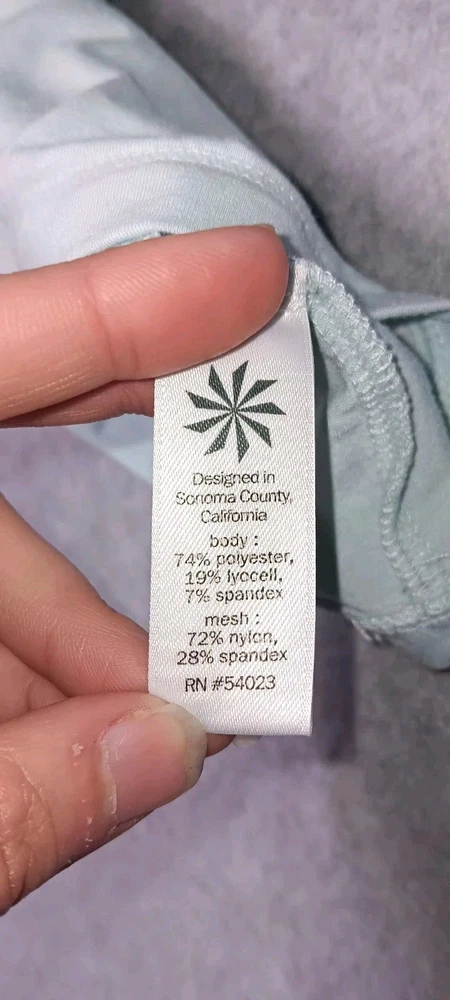 Designed in
Sonoma County,
California
body :
74% polyester,
19% lyocell,
7% spandex
mesh :
72% nylon,
28% spandex
RN #54023